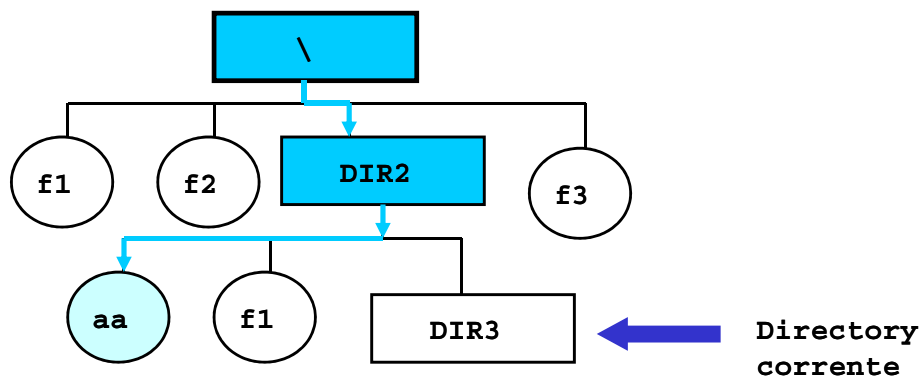 \
f1
f2
DIR2
f3
aa
f1
DIR3
Directory
corrente